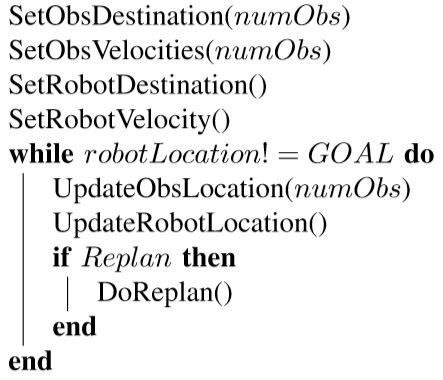 SetObsDestination(numObs)
SetObsVelocities(numObs)
SetRobotDestination()
SetRobotVelocity()
while robotLocation! = GOAL do
UpdateObsLocation(numObs)
UpdateRobotLocation()
if Replan then
DoReplan()
end
end